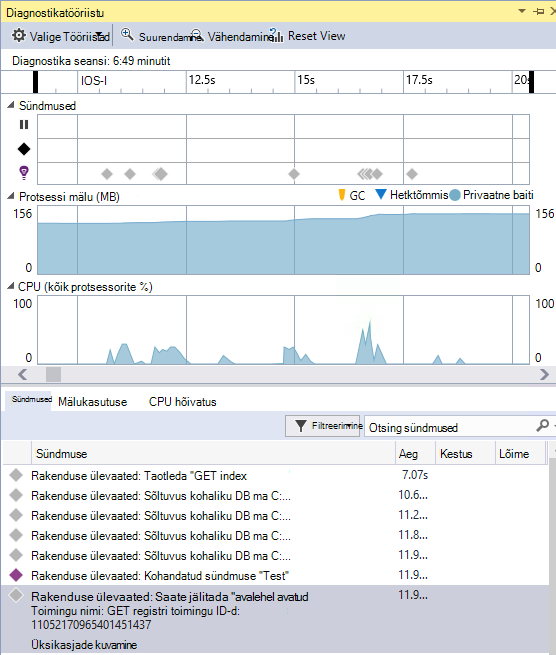 Diagnostikatööriistu
Valige Tööriistad Suurendamine Vähendamine Reset View
Diagnostika seansi: 6:49 minutit
IOS-I 12.5s 15s 17.5s 20s
Sündmused
Protsessi mälu (MB) GC Hetktõmmis Privaatne baiti
156 156
0 0
CPU (kõik protsessorite %)
100 100
0 0
Sündmused Mälukasutuse CPU hõivatus
Filtreerimine Otsing sündmused
Sündmuse Aeg Kestus Lõime
Rakenduse ülevaated: Taotleda "GET index 7.07s
Rakenduse ülevaated: Sõltuvus kohaliku DB ma C:... 10.6...
Rakenduse ülevaated: Sõltuvus kohaliku DB ma C:... 11.2...
Rakenduse ülevaated: Sõltuvus kohaliku DB ma C:... 11.8...
Rakenduse ülevaated: Sõltuvus kohaliku DB ma C:... 11.9...
Rakenduse ülevaated: Kohandatud sündmuse "Test" 11.9...
Rakenduse ülevaated: Saate jälitada "avalehel avatud 11.9...
Toimingu nimi: GET registri toimingu ID-d:
11052170965401451437
Üksikasjade kuvamine